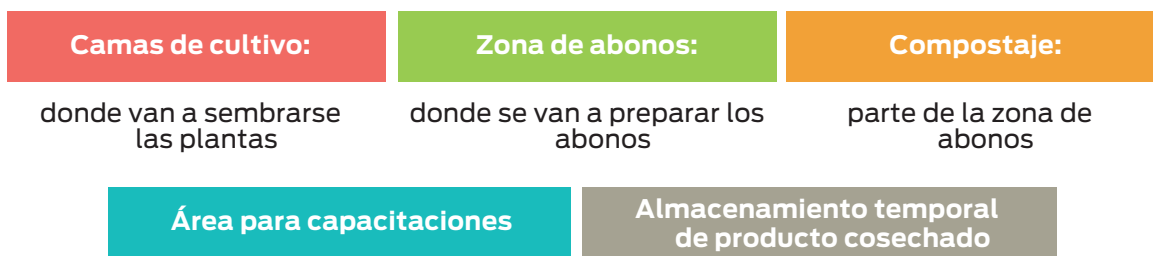 Camas de cultivo:
Zona de abonos:
Compostaje:
donde van a sembrarse
las plantas
donde se van a preparar los
abonos
parte de la zona de
abonos
Área para capacitaciones
Almacenamiento temporal
de producto cosechado